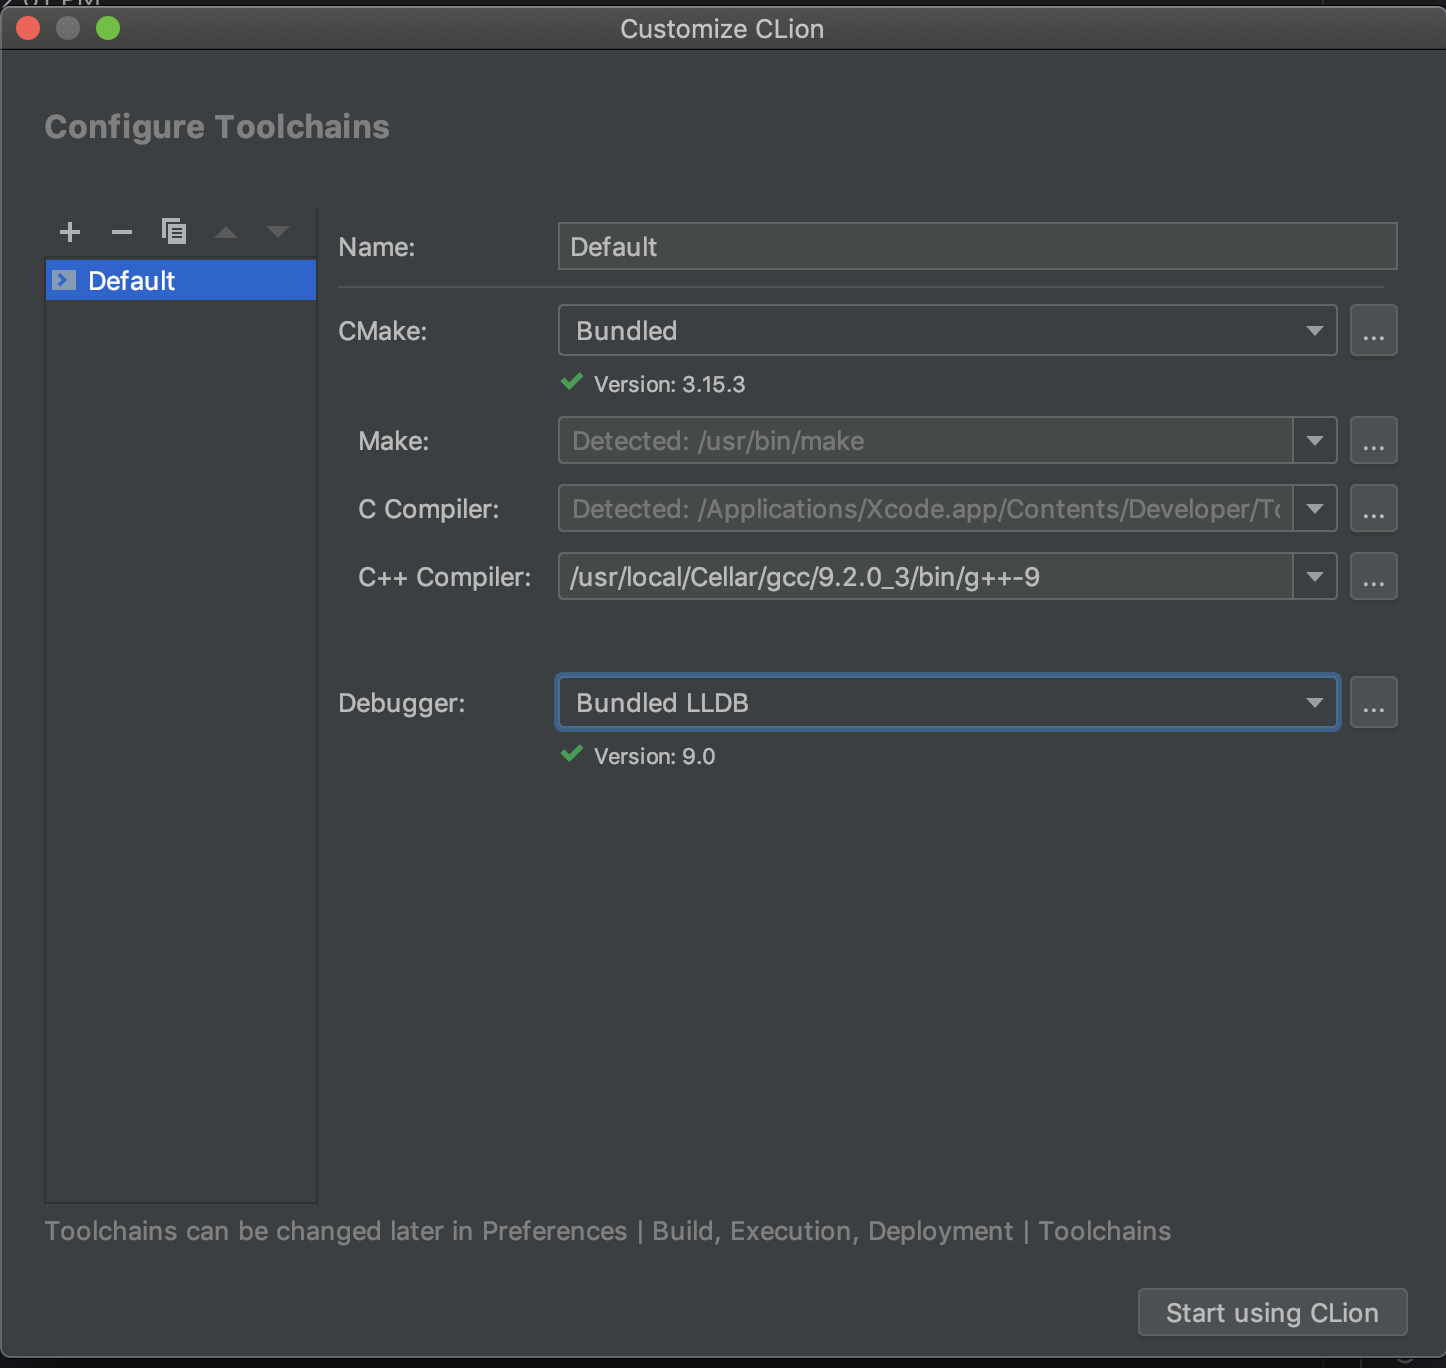 Customize CLion
Configure Toolchains
Default
Name: Default
CMake: Bundled ...
Version: 3.15.3
Make: Detected: /usr/bin/make ...
C Compiler: Detected: /Applications/Xcode.app/Contents/Developer/To ...
C++ Compiler: /usr/local/Cellar/gcc/9.2.0_3/bin/g++-9 ...
Debugger: Bundled LLDB ...
Version: 9.0
Toolchains can be changed later in Preferences | Build, Execution, Deployment | Toolchains
Start using CLion